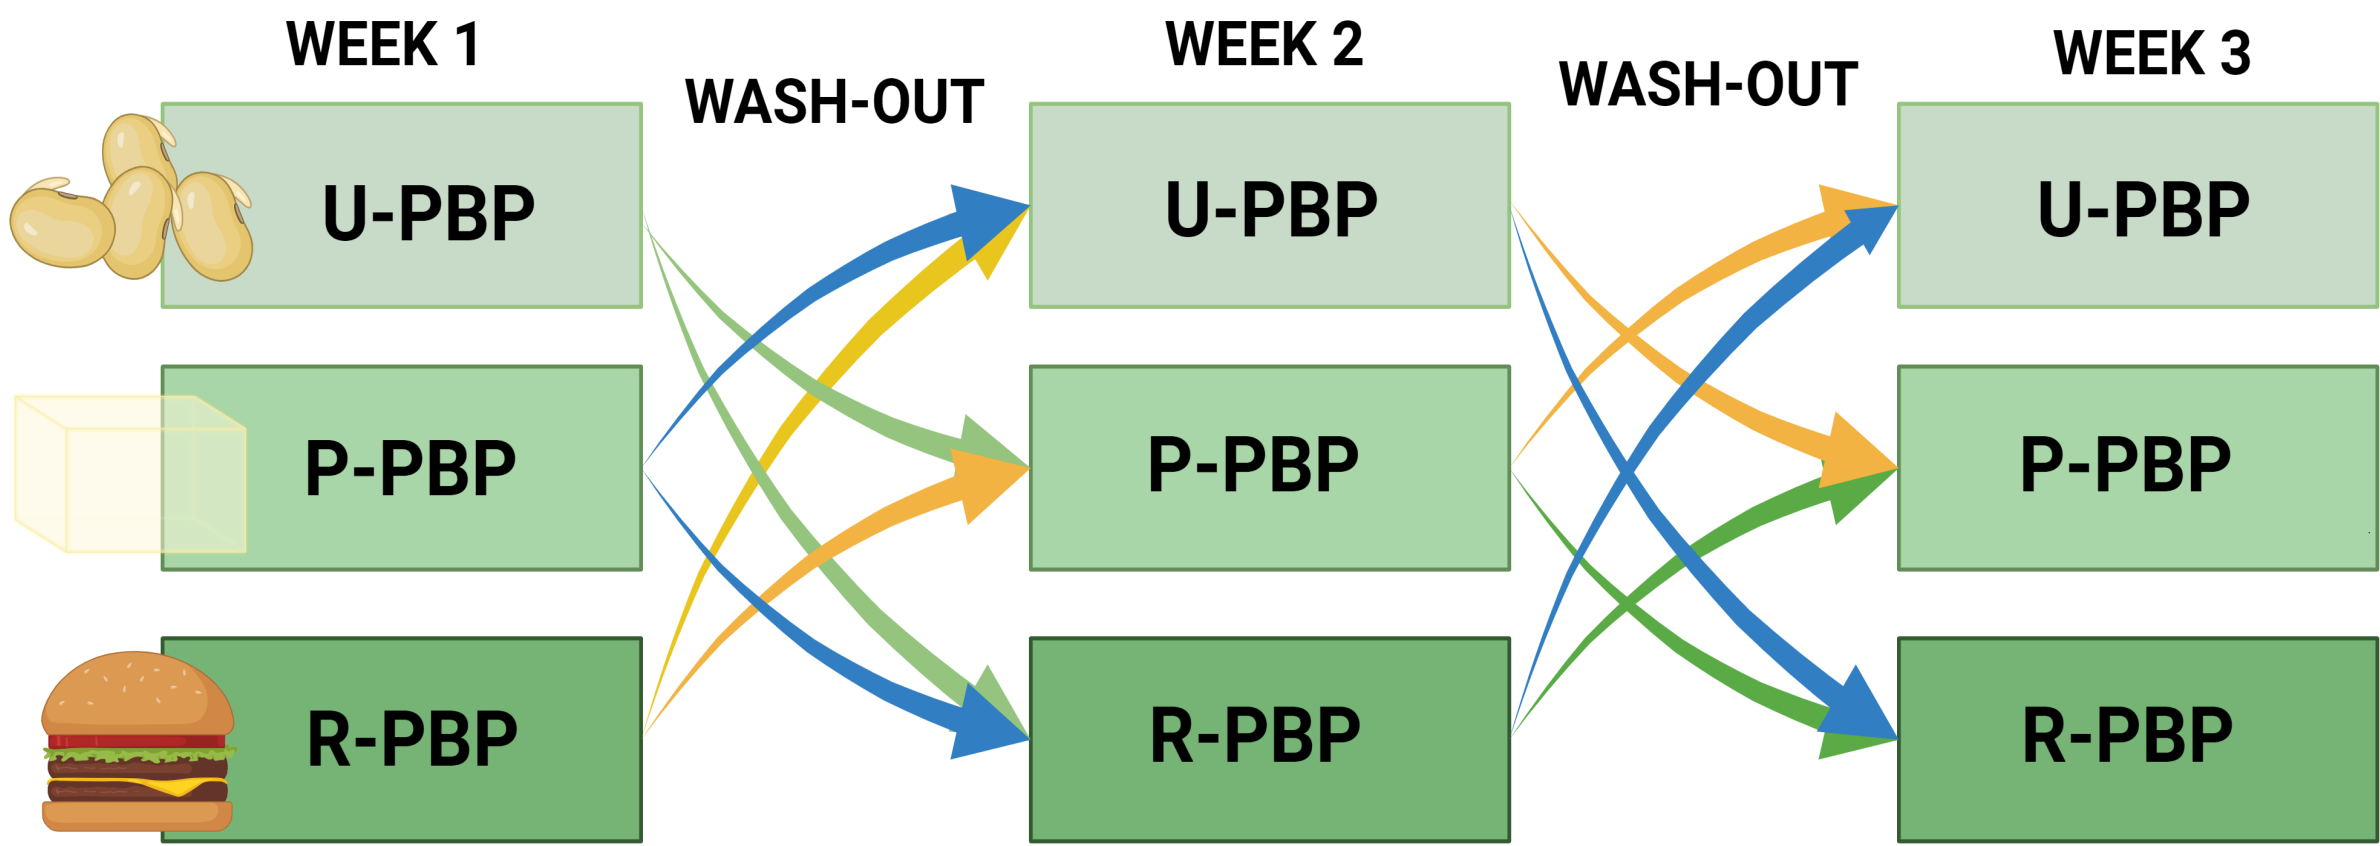 WEEK 1
WASH-OUT
WEEK 2
WASH-OUT
WEEK 3
U-PBP
U-PBP
U-PBP
P-PBP
P-PBP
P-PBP
R-PBP
R-PBP
R-PBP